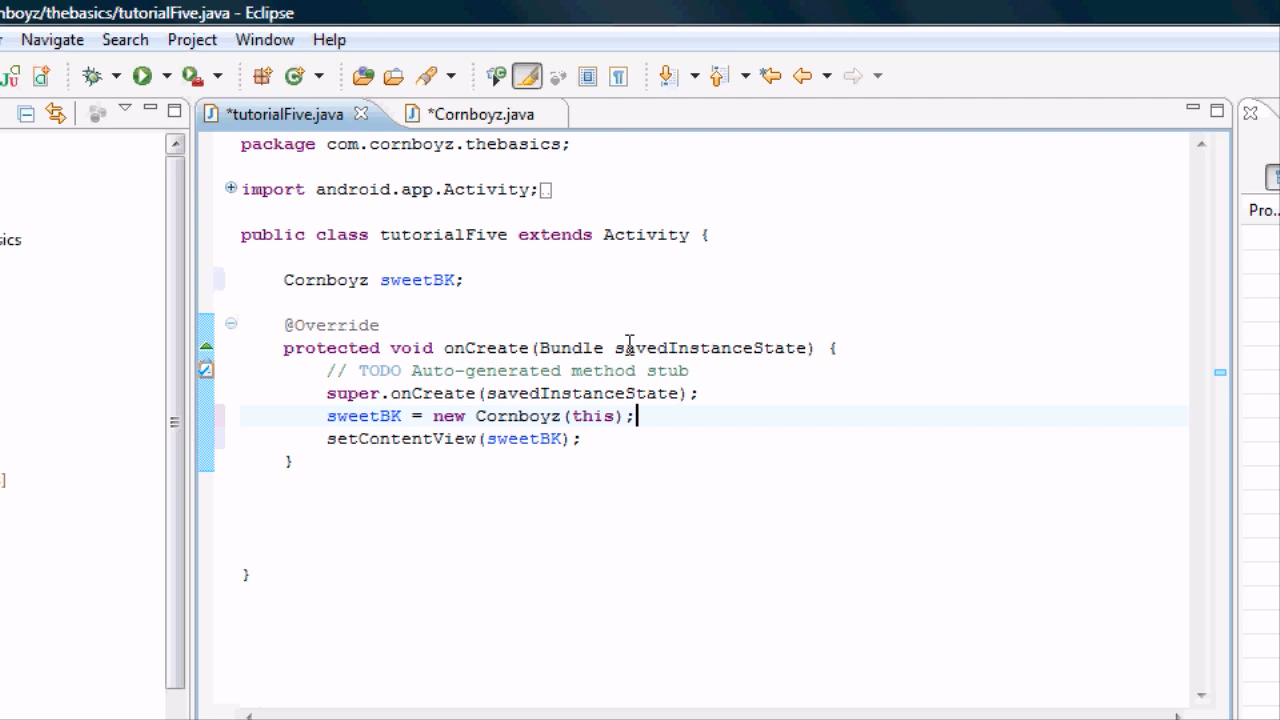 nboyz/thebasics/tutorialFive.java - Eclipse
Navigate Search Project Window Help
*tutorialFive.java *Cornboyz.java
package com.cornboyz.thebasics;
import android.app.Activity;
Pro...
public class tutorialFive extends Activity {
sics
Cornboyz sweetBK;
@Override
protected void onCreate(Bundle savedInstanceState) {
// TODO Auto-generated method stub
super.onCreate(savedInstanceState);
sweetBK = new Cornboyz(this);
setContentView(sweetBK);
}
]
}